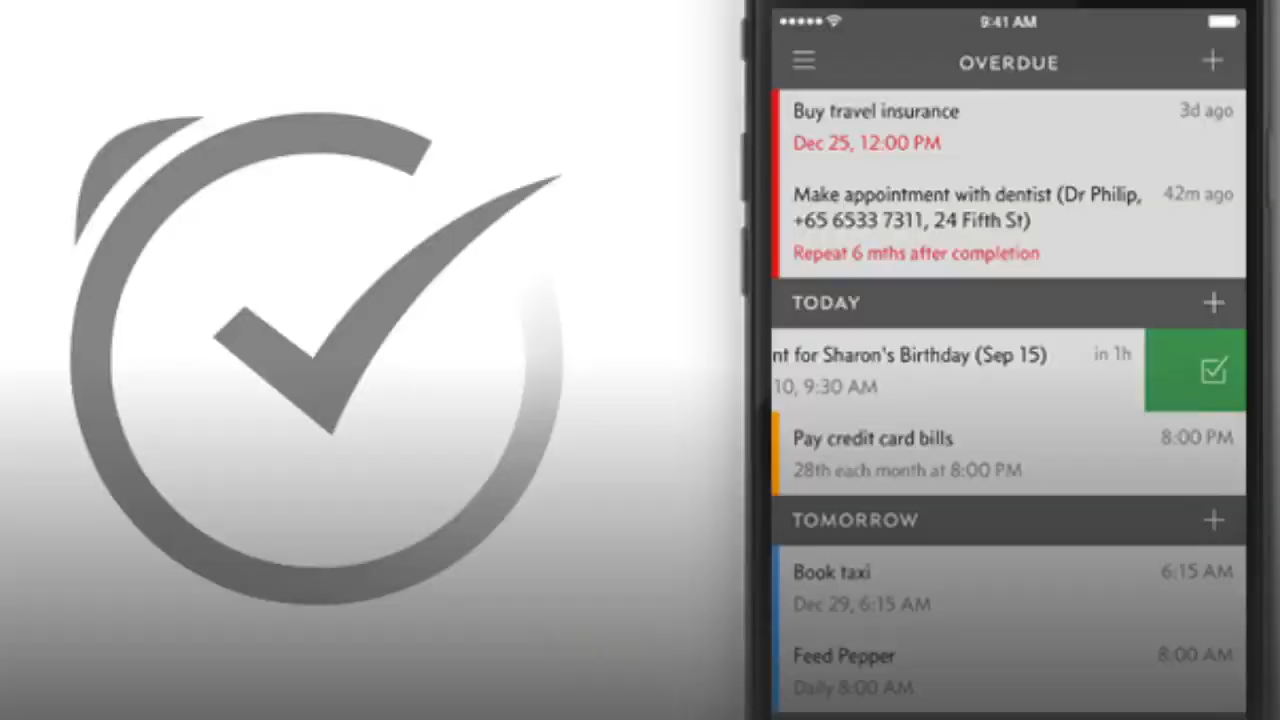 9:41 AM
OVERDUE
Buy travel insurance 3d ago
Dec 25, 12:00 PM
Make appointment with dentist (Dr Philip, 42m ago
+65 6533 7311, 24 Fifth St)
Repeat 6 mths after completion
TODAY
nt for Sharon's Birthday (Sep 15) in 1h
10, 9:30 AM
Pay credit card bills 8:00 PM
28th each month at 8:00 PM
TOMORROW
Book taxi 6:15 AM
Dec 29, 6:15 AM
Feed Pepper 8:00 AM
Daily 8:00 AM